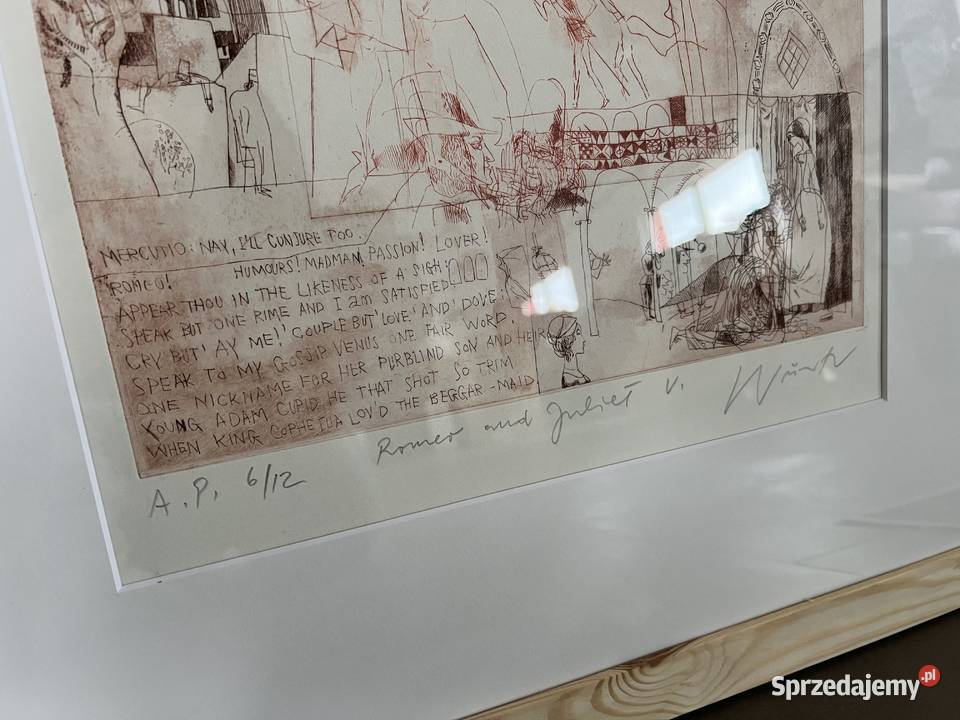 MERCUTIO: NAY, I'LL CONJURE TOO.
ROMEO! HUMOURS! MADMAN, PASSION! LOVER!
APPEAR THOU IN THE LIKENESS OF A SIGH:
SPEAK BUT ONE RIME AND I am SATISFIED
CRY BUT 'AY ME!' COUPLE BUT 'LOVE' AND 'DOVE'
SPEAK TO MY GOSSIP VENUS ONE FAIR WORD,
ONE NICKNAME FOR HER PURBLIND SON AND HEIR
YOUNG ADAM CUPID, HE THAT SHOT SO TRIM
WHEN KING COPHETUA LOV'D THE BEGGAR-MAID.
A.P. 6/12 Romeo and Juliet V.
Sprzedajemy.pl